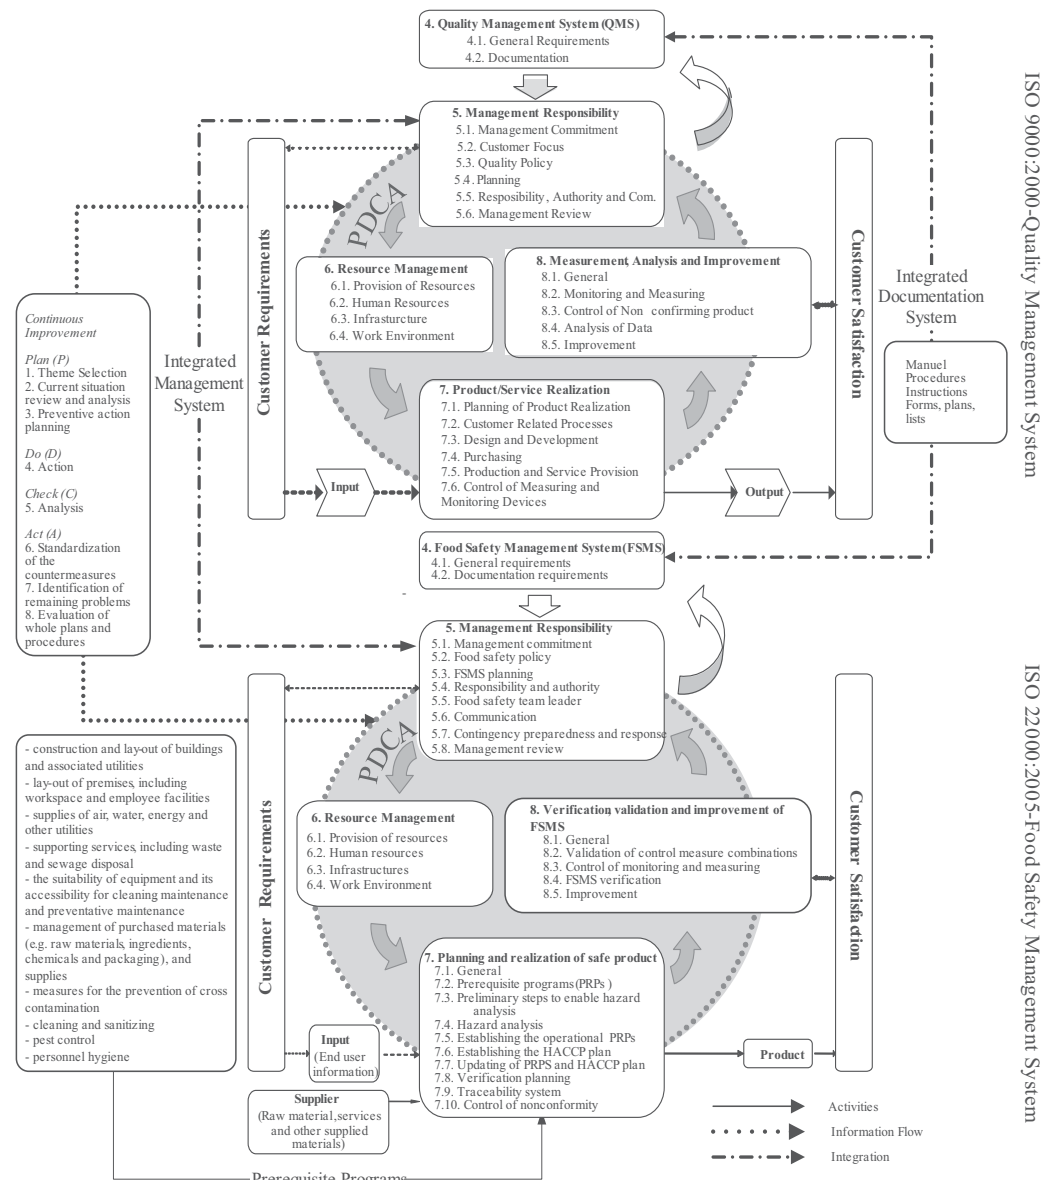 4. Quality Management System (QMS)
4.1. General Requirements
4.2. Documentation
5. Management Responsibility
5.1. Management Commitment
5.2. Customer Focus
5.3. Quality Policy
5.4. Planning
5.5. Resposibility, Authority and Com.
5.6. Management Review
PDCA
6. Resource Management
6.1. Provision of Resources
6.2. Human Resources
6.3. Infrasturcture
6.4. Work Environment
8. Measurement, Analysis and Improvement
8.1. General
8.2. Monitoring and Measuring
8.3. Control of Non confirming product
8.4. Analysis of Data
8.5. Improvement
7. Product/Service Realization
7.1. Planning of Product Realization
7.2. Customer Related Processes
7.3. Design and Development
7.4. Purchasing
7.5. Production and Service Provision
7.6. Control of Measuring and
Monitoring Devices
Customer Requirements
Input
Output
Customer Satisfaction
Integrated
Management
System
Integrated
Documentation
System
Manuel
Procedures
Instructions
Forms, plans,
lists
ISO 9000:2000-Quality Management System
Continuous
Improvement
Plan (P)
1. Theme Selection
2. Current situation
review and analysis
3. Preventive action
planning
Do (D)
4. Action
Check (C)
5. Analysis
Act (A)
6. Standardization
of the
countermeasures
7. Identification of
remaining problems
8. Evaluation of
whole plans and
procedures
4. Food Safety Management System (FSMS)
4.1. General requirements
4.2. Documentation requirements
5. Management Responsibility
5.1. Management commitment
5.2. Food safety policy
5.3. FSMS planning
5.4. Responsibility and authority
5.5. Food safety team leader
5.6. Communication
5.7. Contingency preparedness and response
5.8. Management review
PDCA
6. Resource Management
6.1. Provision of resources
6.2. Human resources
6.3. Infrastructures
6.4. Work Environment
8. Verification, validation and improvement of
FSMS
8.1. General
8.2. Validation of control measure combinations
8.3. Control of monitoring and measuring
8.4. FSMS verification
8.5. Improvement
7. Planning and realization of safe product
7.1. General
7.2. Prerequisite programs (PRPs )
7.3. Preliminary steps to enable hazard
analysis
7.4. Hazard analysis
7.5. Establishing the operational PRPs
7.6. Establishing the HACCP plan
7.7. Updating of PRPS and HACCP plan
7.8. Verification planning
7.9. Traceability system
7.10. Control of nonconformity
Customer Requirements
Input
(End user
information)
Supplier
(Raw material, services
and other supplied
materials)
Product
Customer Satisfaction
ISO 22000:2005-Food Safety Management System
- construction and lay-out of buildings
and associated utilities
- lay-out of premises, including
workspace and employee facilities
- supplies of air, water, energy and
other utilities
- supporting services, including waste
and sewage disposal
- the suitability of equipment and its
accessibility for cleaning maintenance
and preventative maintenance
- management of purchased materials
(e.g. raw materials, ingredients,
chemicals and packaging), and
supplies
- measures for the prevention of cross
contamination
- cleaning and sanitizing
- pest control
- personnel hygiene
Prerequisite Programs
Activities
Information Flow
Integration